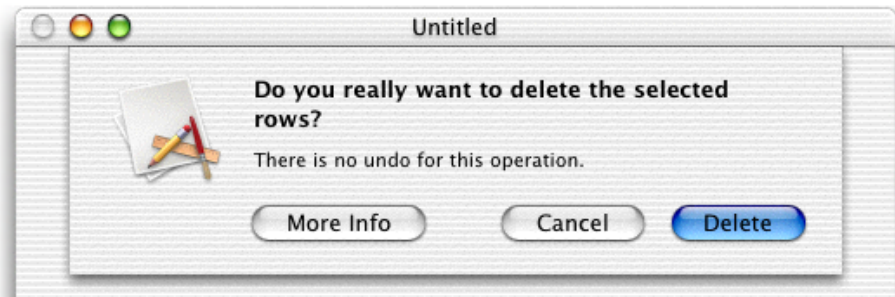 Untitled
Do you really want to delete the selected
rows?
There is no undo for this operation.
More Info
Cancel
Delete